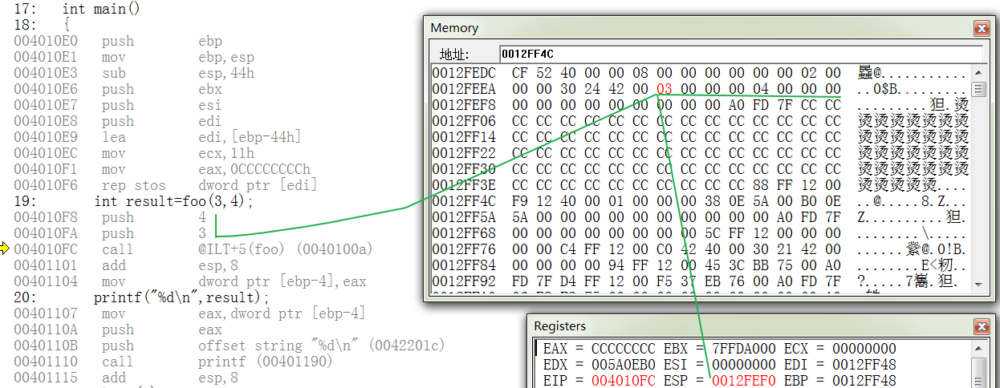 17:   int main()
18:   {
004010E0   push        ebp
004010E1   mov         ebp,esp
004010E3   sub         esp,44h
004010E6   push        ebx
004010E7   push        esi
004010E8   push        edi
004010E9   lea         edi,[ebp-44h]
004010EC   mov         ecx,11h
004010F1   mov         eax,0CCCCCCCCh
004010F6   rep stos    dword ptr [edi]
19:       int result=foo(3,4);
004010F8   push        4
004010FA   push        3
004010FC   call        @ILT+5(foo) (0040100a)
00401101   add         esp,8
00401104   mov         dword ptr [ebp-4],eax
20:       printf("%d\n",result);
00401107   mov         eax,dword ptr [ebp-4]
0040110A   push        eax
0040110B   push        offset string "%d\n" (0042201c)
00401110   call        printf (00401190)
00401115   add         esp,8
Memory
地址: 0012FF4C
0012FEDC  CF 52 40 00 00 08 00 00 00 00 00 00 02 00  蟸@...........
0012FEEA  00 00 30 24 42 00 03 00 00 00 04 00 00 00  ..0$B.........
0012FEF8  00 00 00 00 00 00 00 00 00 A0 FD 7F CC CC  .........狚.烫
0012FF06  CC CC CC CC CC CC CC CC CC CC CC CC CC CC  烫烫烫烫烫烫烫
0012FF14  CC CC CC CC CC CC CC CC CC CC CC CC CC CC  烫烫烫烫烫烫烫
0012FF22  CC CC CC CC CC CC CC CC CC CC CC CC CC CC  烫烫烫烫烫烫烫
0012FF30  CC CC CC CC CC CC CC CC CC CC CC CC CC CC  烫烫烫烫烫烫烫
0012FF3E  CC CC CC CC CC CC CC CC CC CC 88 FF 12 00  烫烫烫烫烫....
0012FF4C  F9 12 40 00 01 00 00 00 38 0E 5A 00 B0 0E  ..@.....8.Z...
0012FF5A  5A 00 00 00 00 00 00 00 00 00 00 A0 FD 7F  Z..........狚.
0012FF68  00 00 00 00 00 00 00 00 5C FF 12 00 00 00  ........\.....
0012FF76  00 00 C4 FF 12 00 C0 42 40 00 30 21 42 00  ......繠@.0!B.
0012FF84  00 00 00 00 94 FF 12 00 45 3C BB 75 00 A0  ........E<籾..
0012FF92  FD 7F D4 FF 12 00 F5 37 EB 76 00 A0 FD 7F  ?.....7雟.狚.
Registers
EAX = CCCCCCCC EBX = 7FFDA000 ECX = 00000000
EDX = 005A0EB0 ESI = 00000000 EDI = 0012FF48
EIP = 004010FC ESP = 0012FEF0 EBP = 0012FF48